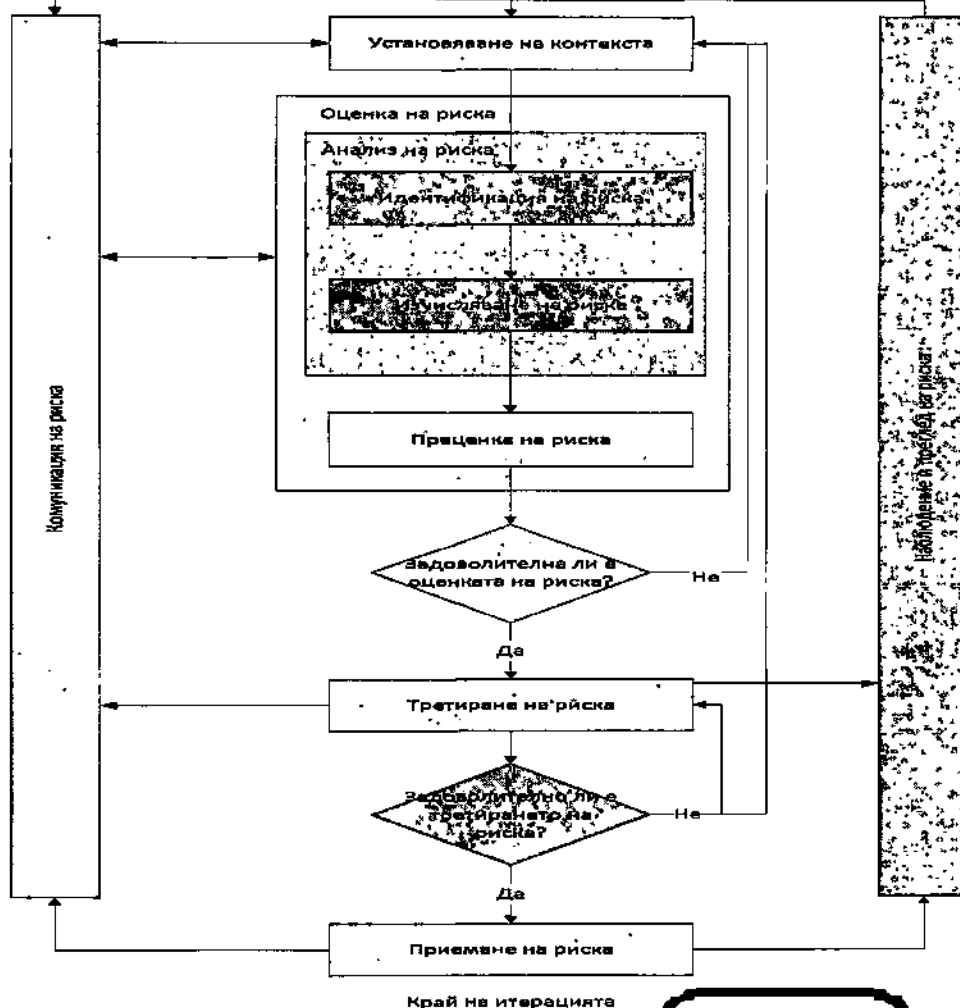 Установяване на контекста
Оценка на риска
Анализ на риска
Идентификация на риска
Изчисляване на риска
Преценка на риска
Комуникация на риска
Наблюдение и преглед на риска
Задоволителна ли е
оценката на риска?
Не
Да
Третиране на риска
Задоволително ли е
третирането на
риска?
Не
Да
Приемане на риска
Край на итерацията